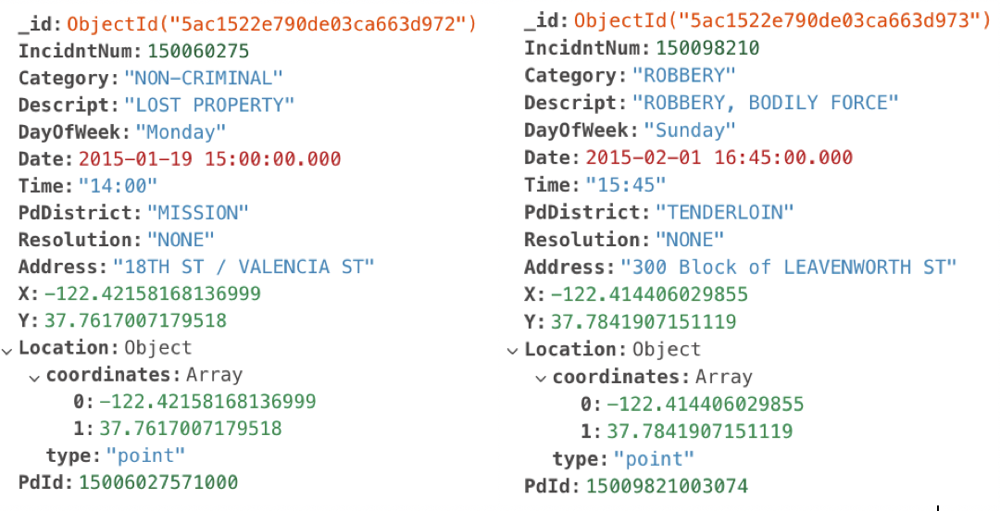 _id: ObjectId("5ac1522e790de03ca663d972")
IncidntNum: 150060275
Category: "NON-CRIMINAL"
Descript: "LOST PROPERTY"
DayOfWeek: "Monday"
Date: 2015-01-19 15:00:00.000
Time: "14:00"
PdDistrict: "MISSION"
Resolution: "NONE"
Address: "18TH ST / VALENCIA ST"
X: -122.42158168136999
Y: 37.7617007179518
Location: Object
coordinates: Array
0: -122.42158168136999
1: 37.7617007179518
type: "point"
PdId: 15006027571000
_id: ObjectId("5ac1522e790de03ca663d973")
IncidntNum: 150098210
Category: "ROBBERY"
Descript: "ROBBERY, BODILY FORCE"
DayOfWeek: "Sunday"
Date: 2015-02-01 16:45:00.000
Time: "15:45"
PdDistrict: "TENDERLOIN"
Resolution: "NONE"
Address: "300 Block of LEAVENWORTH ST"
X: -122.414406029855
Y: 37.7841907151119
Location: Object
coordinates: Array
0: -122.414406029855
1: 37.7841907151119
type: "point"
PdId: 15009821003074